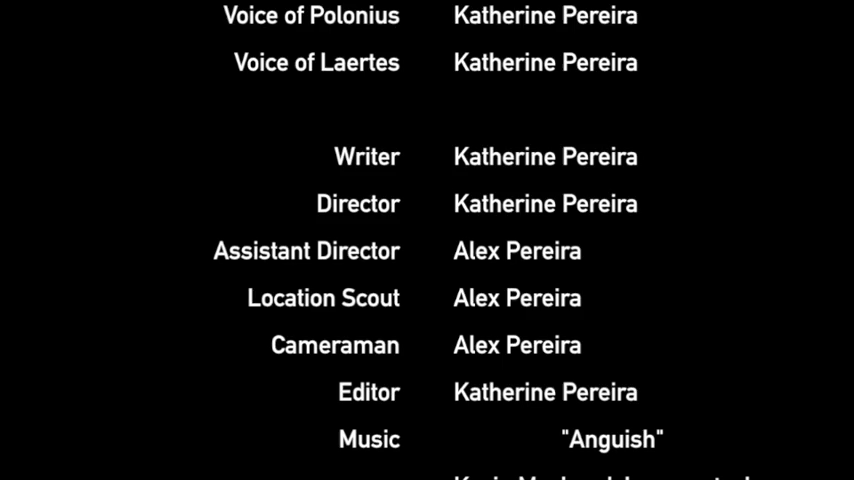 Voice of Polonius Katherine Pereira
Voice of Laertes Katherine Pereira
Writer Katherine Pereira
Director Katherine Pereira
Assistant Director Alex Pereira
Location Scout Alex Pereira
Cameraman Alex Pereira
Editor Katherine Pereira
Music "Anguish"